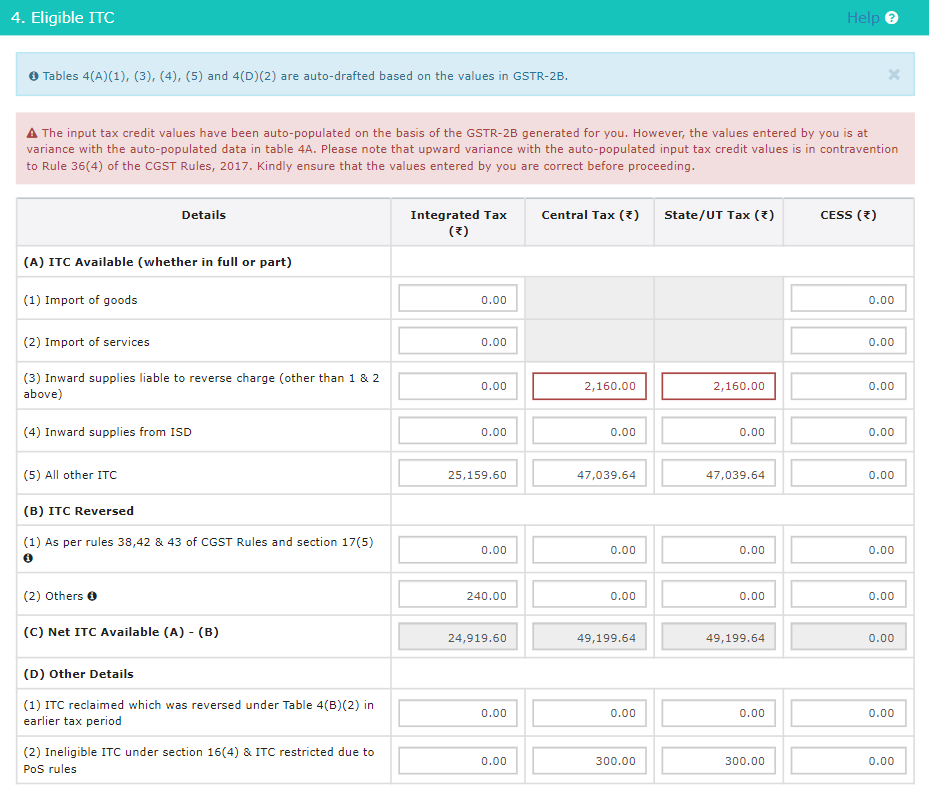 4. Eligible ITC Help
Tables 4(A)(1), (3), (4), (5) and 4(D)(2) are auto-drafted based on the values in GSTR-2B.
The input tax credit values have been auto-populated on the basis of the GSTR-2B generated for you. However, the values entered by you is at
variance with the auto-populated data in table 4A. Please note that upward variance with the auto-populated input tax credit values is in contravention
to Rule 36(4) of the CGST Rules, 2017. Kindly ensure that the values entered by you are correct before proceeding.
Details Integrated Tax (₹) Central Tax (₹) State/UT Tax (₹) CESS (₹)
(A) ITC Available (whether in full or part)
(1) Import of goods 0.00 0.00
(2) Import of services 0.00 0.00
(3) Inward supplies liable to reverse charge (other than 1 & 2
above) 0.00 2,160.00 2,160.00 0.00
(4) Inward supplies from ISD 0.00 0.00 0.00 0.00
(5) All other ITC 25,159.60 47,039.64 47,039.64 0.00
(B) ITC Reversed
(1) As per rules 38,42 & 43 of CGST Rules and section 17(5) 0.00 0.00 0.00 0.00
(2) Others 240.00 0.00 0.00 0.00
(C) Net ITC Available (A) - (B) 24,919.60 49,199.64 49,199.64 0.00
(D) Other Details
(1) ITC reclaimed which was reversed under Table 4(B)(2) in
earlier tax period 0.00 0.00 0.00 0.00
(2) Ineligible ITC under section 16(4) & ITC restricted due to
PoS rules 0.00 300.00 300.00 0.00